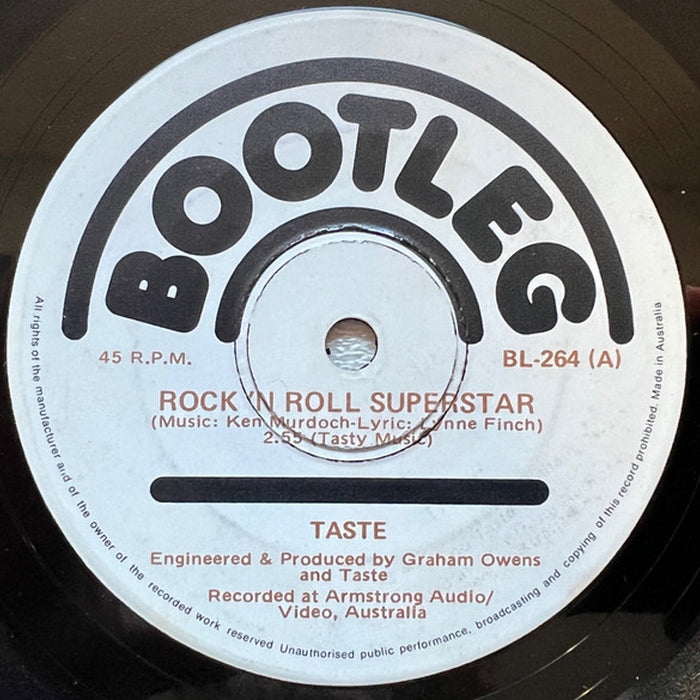 BOOTLEG
45 R.P.M.
BL-264 (A)
ROCK 'N ROLL SUPERSTAR
(Music: Ken Murdoch-Lyric: Lynne Finch)
2.55 (Tasty Music)
TASTE
Engineered & Produced by Graham Owens
and Taste
Recorded at Armstrong Audio/
Video, Australia
All rights of the manufacturer and of the owner of the recorded work reserved Unauthorised public performance, broadcasting and copying of this record prohibited. Made in Australia